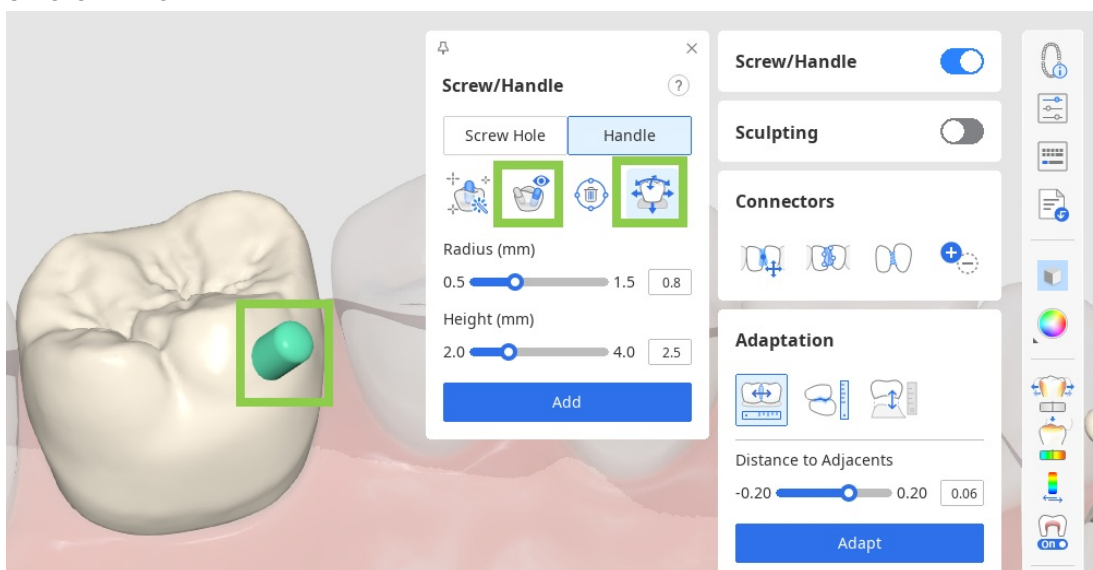 Screw/Handle
?
Screw Hole
Handle
Radius (mm)
0.5
1.5
0.8
Height (mm)
2.0
4.0
2.5
Add
Screw/Handle
Sculpting
Connectors
Adaptation
Distance to Adjacents
-0.20
0.20
0.06
Adapt
On